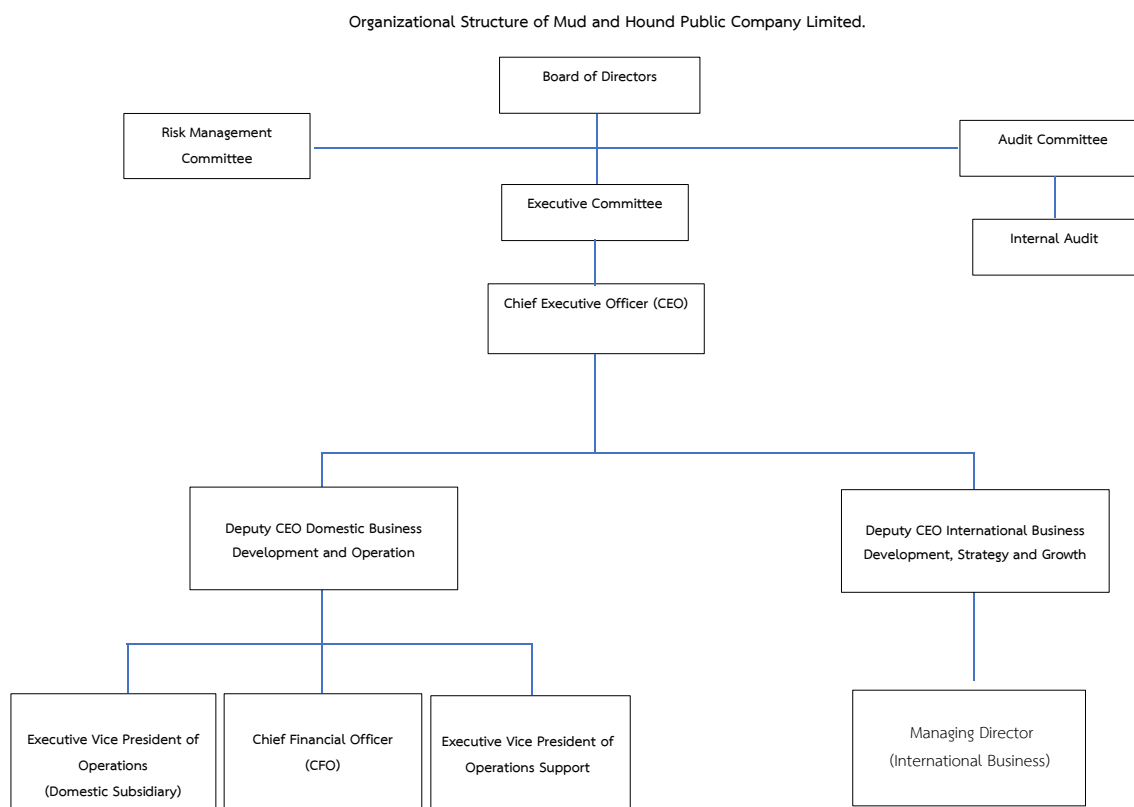 Organizational Structure of Mud and Hound Public Company Limited.
Board of Directors
Risk Management
Committee
Audit Committee
Executive Committee
Internal Audit
Chief Executive Officer (CEO)
Deputy CEO Domestic Business
Development and Operation
Deputy CEO International Business
Development, Strategy and Growth
Executive Vice President of
Operations
(Domestic Subsidiary)
Chief Financial Officer
(CFO)
Executive Vice President of
Operations Support
Managing Director
(International Business)